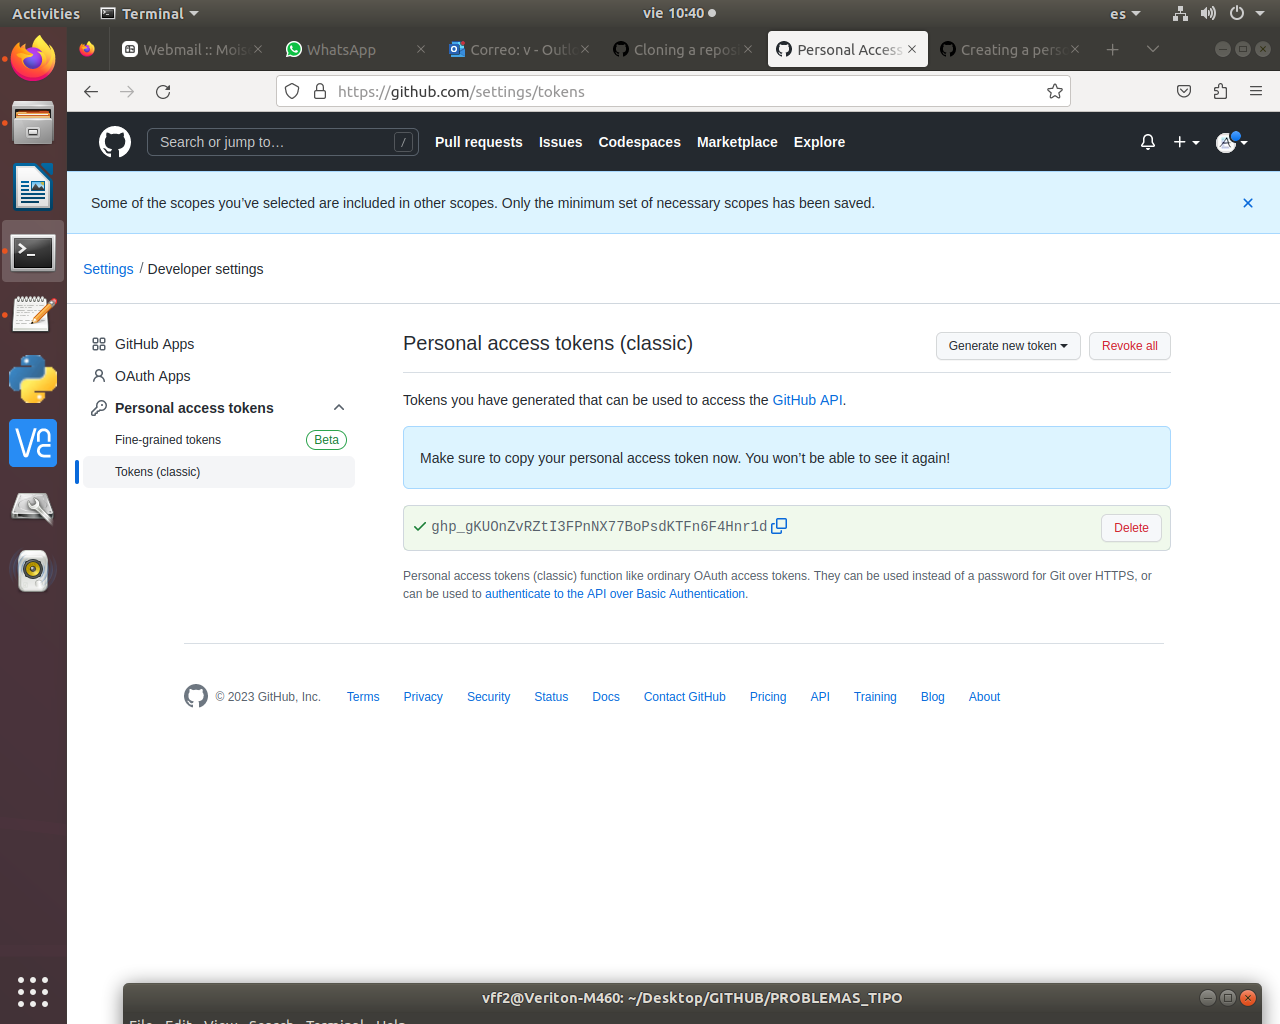 Activities Terminal vie 10:40 es
Webmail :: Mois WhatsApp Correo: v - Outl Cloning a reposi Personal Access Creating a perso
https://github.com/settings/tokens
Search or jump to… / Pull requests Issues Codespaces Marketplace Explore
Some of the scopes you’ve selected are included in other scopes. Only the minimum set of necessary scopes has been saved.
Settings / Developer settings
GitHub Apps
OAuth Apps
Personal access tokens
Fine-grained tokens Beta
Tokens (classic)
Personal access tokens (classic) Generate new token Revoke all
Tokens you have generated that can be used to access the GitHub API.
Make sure to copy your personal access token now. You won’t be able to see it again!
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 Delete
Personal access tokens (classic) function like ordinary OAuth access tokens. They can be used instead of a password for Git over HTTPS, or
can be used to authenticate to the API over Basic Authentication.
© 2023 GitHub, Inc. Terms Privacy Security Status Docs Contact GitHub Pricing API Training Blog About
vff2@Veriton-M460: ~/Desktop/GITHUB/PROBLEMAS_TIPO
File Edit View Search Terminal Help